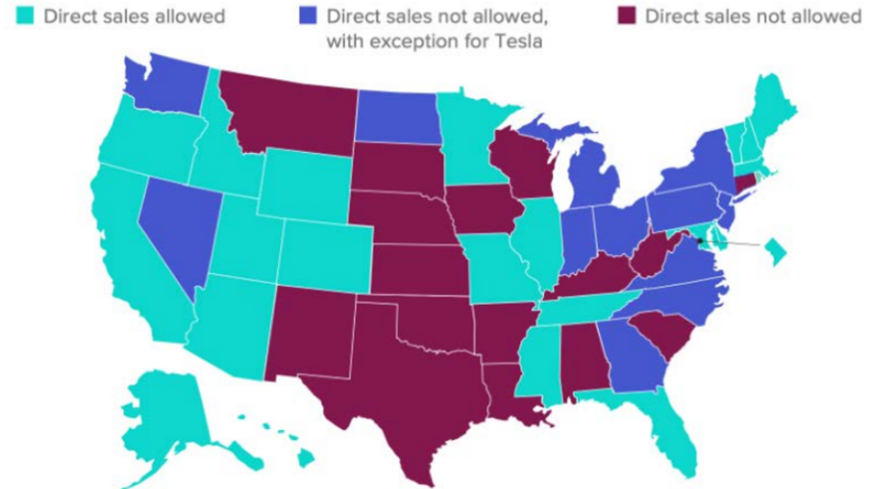 Direct sales allowed
Direct sales not allowed,
with exception for Tesla
Direct sales not allowed